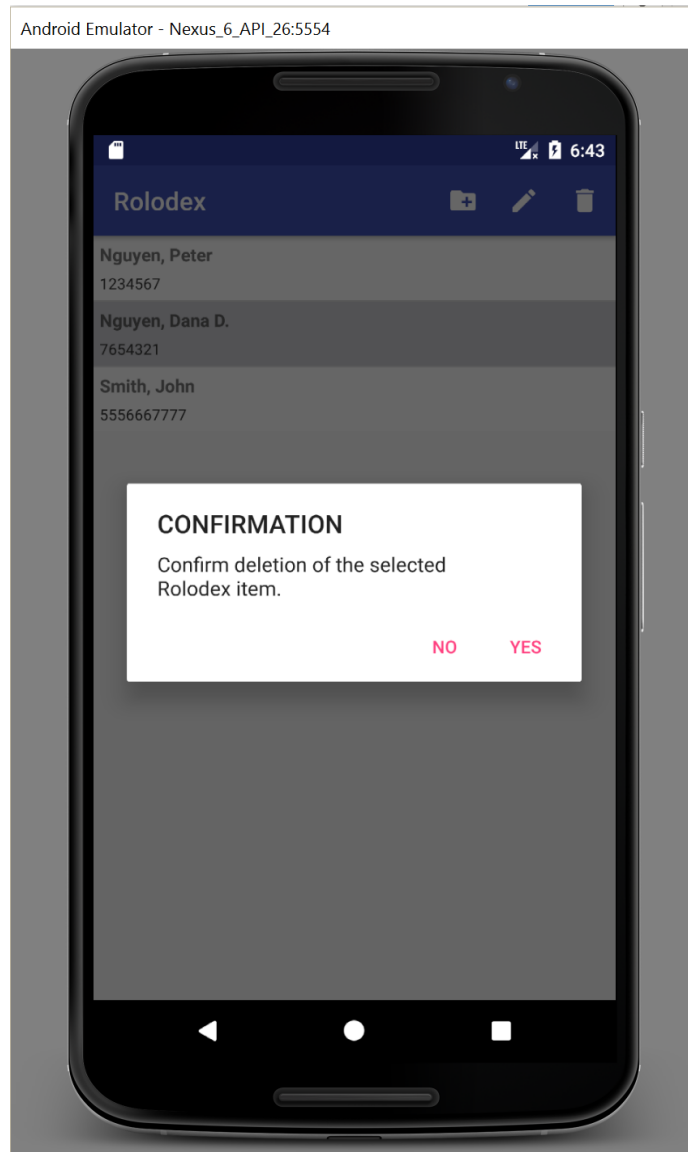 Android Emulator - Nexus_6_API_26:5554
LTE 6:43
Rolodex
Nguyen, Peter
1234567
Nguyen, Dana D.
7654321
Smith, John
5556667777
CONFIRMATION
Confirm deletion of the selected
Rolodex item.
NO YES